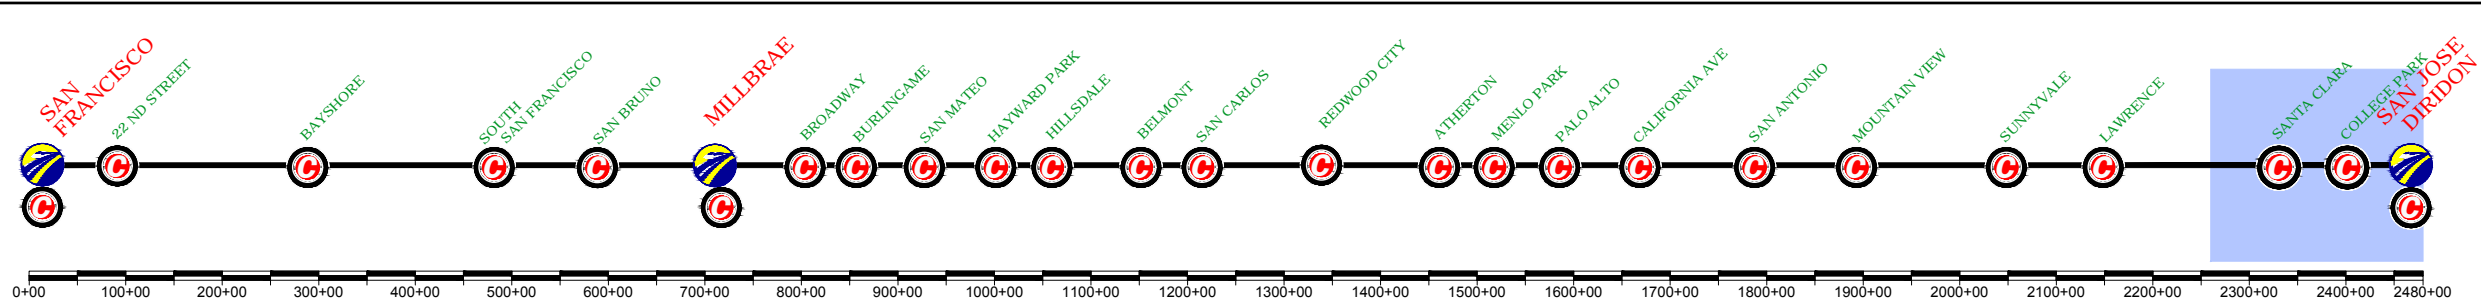 SAN
FRANCISCO
22 ND STREET
BAYSHORE
SOUTH
SAN FRANCISCO
SAN BRUNO
MILLBRAE
BROADWAY
BURLINGAME
SAN MATEO
HAYWARD PARK
HILLSDALE
BELMONT
SAN CARLOS
REDWOOD CITY
ATHERTON
MENLO PARK
PALO ALTO
CALIFORNIA AVE
SAN ANTONIO
MOUNTAIN VIEW
SUNNYVALE
LAWRENCE
SANTA CLARA
COLLEGE PARK
SAN JOSE
DIRIDON
C C C C C C C C C C C C C C C C C C C C C C
C C C
0+00 100+00 200+00 300+00 400+00 500+00 600+00 700+00 800+00 900+00 1000+00 1100+00 1200+00 1300+00 1400+00 1500+00 1600+00 1700+00 1800+00 1900+00 2000+00 2100+00 2200+00 2300+00 2400+00 2480+00